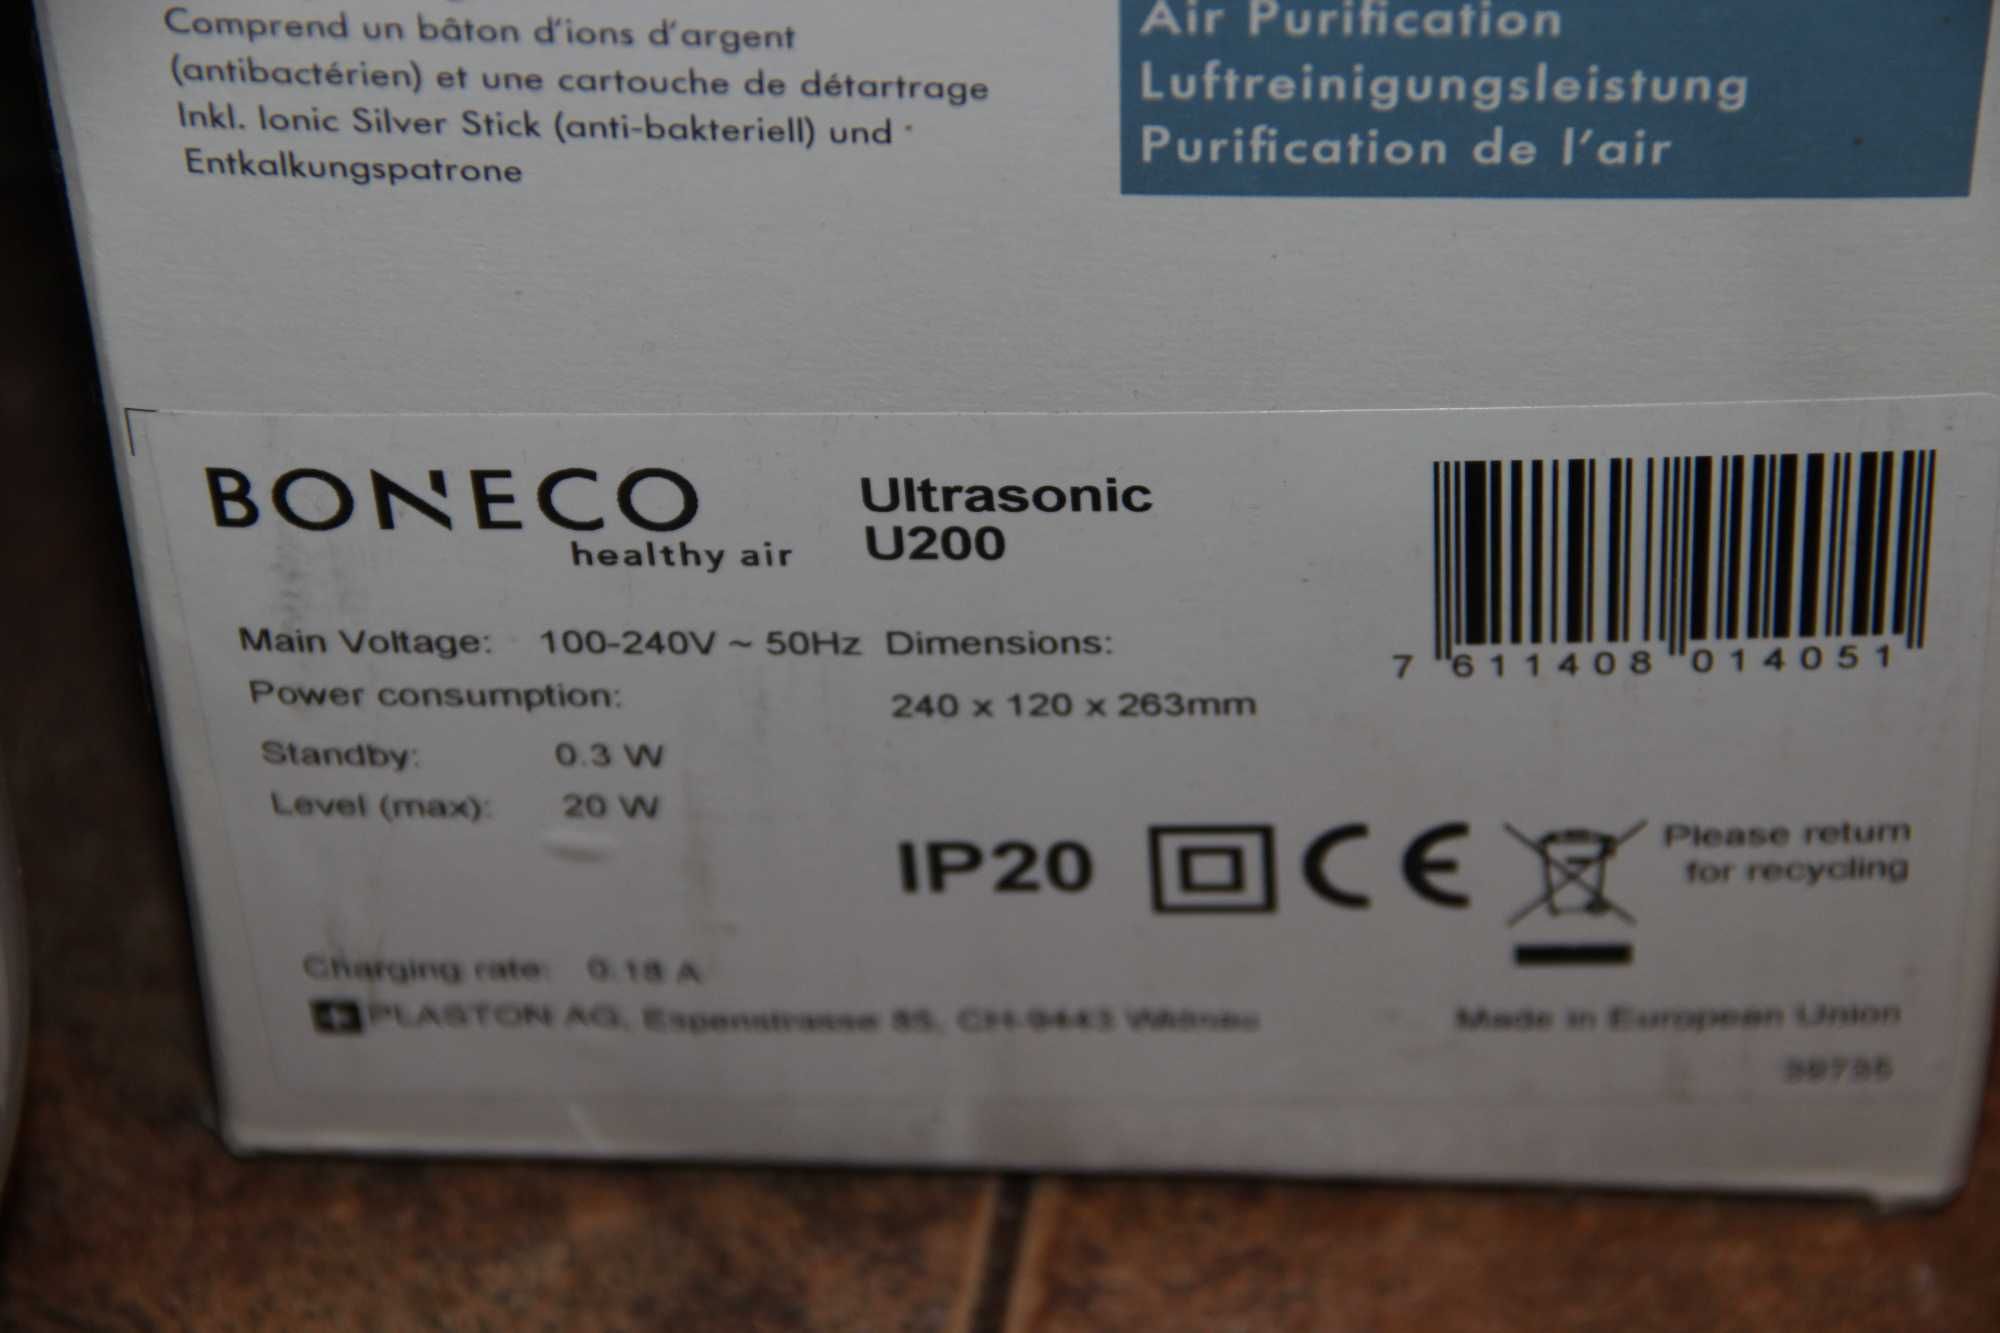 Comprend un bâton d'ions d'argent
(antibactérien) et une cartouche de détartrage
Inkl. Ionic Silver Stick (anti-bakteriell) und
Entkalkungspatrone
Air Purification
Luftreinigungsleistung
Purification de l'air
BONECO
healthy air
Ultrasonic
U200
7 611408 014051
Main Voltage: 100-240V ~ 50Hz
Power consumption:
Standby: 0.3 W
Level (max): 20 W
Dimensions:
240 x 120 x 263mm
IP20
CE
Please return
for recycling
Charging rate: 0.18 A
PLASTON AG, Espenstrasse 85, CH-9443 Widnau
Made in European Union